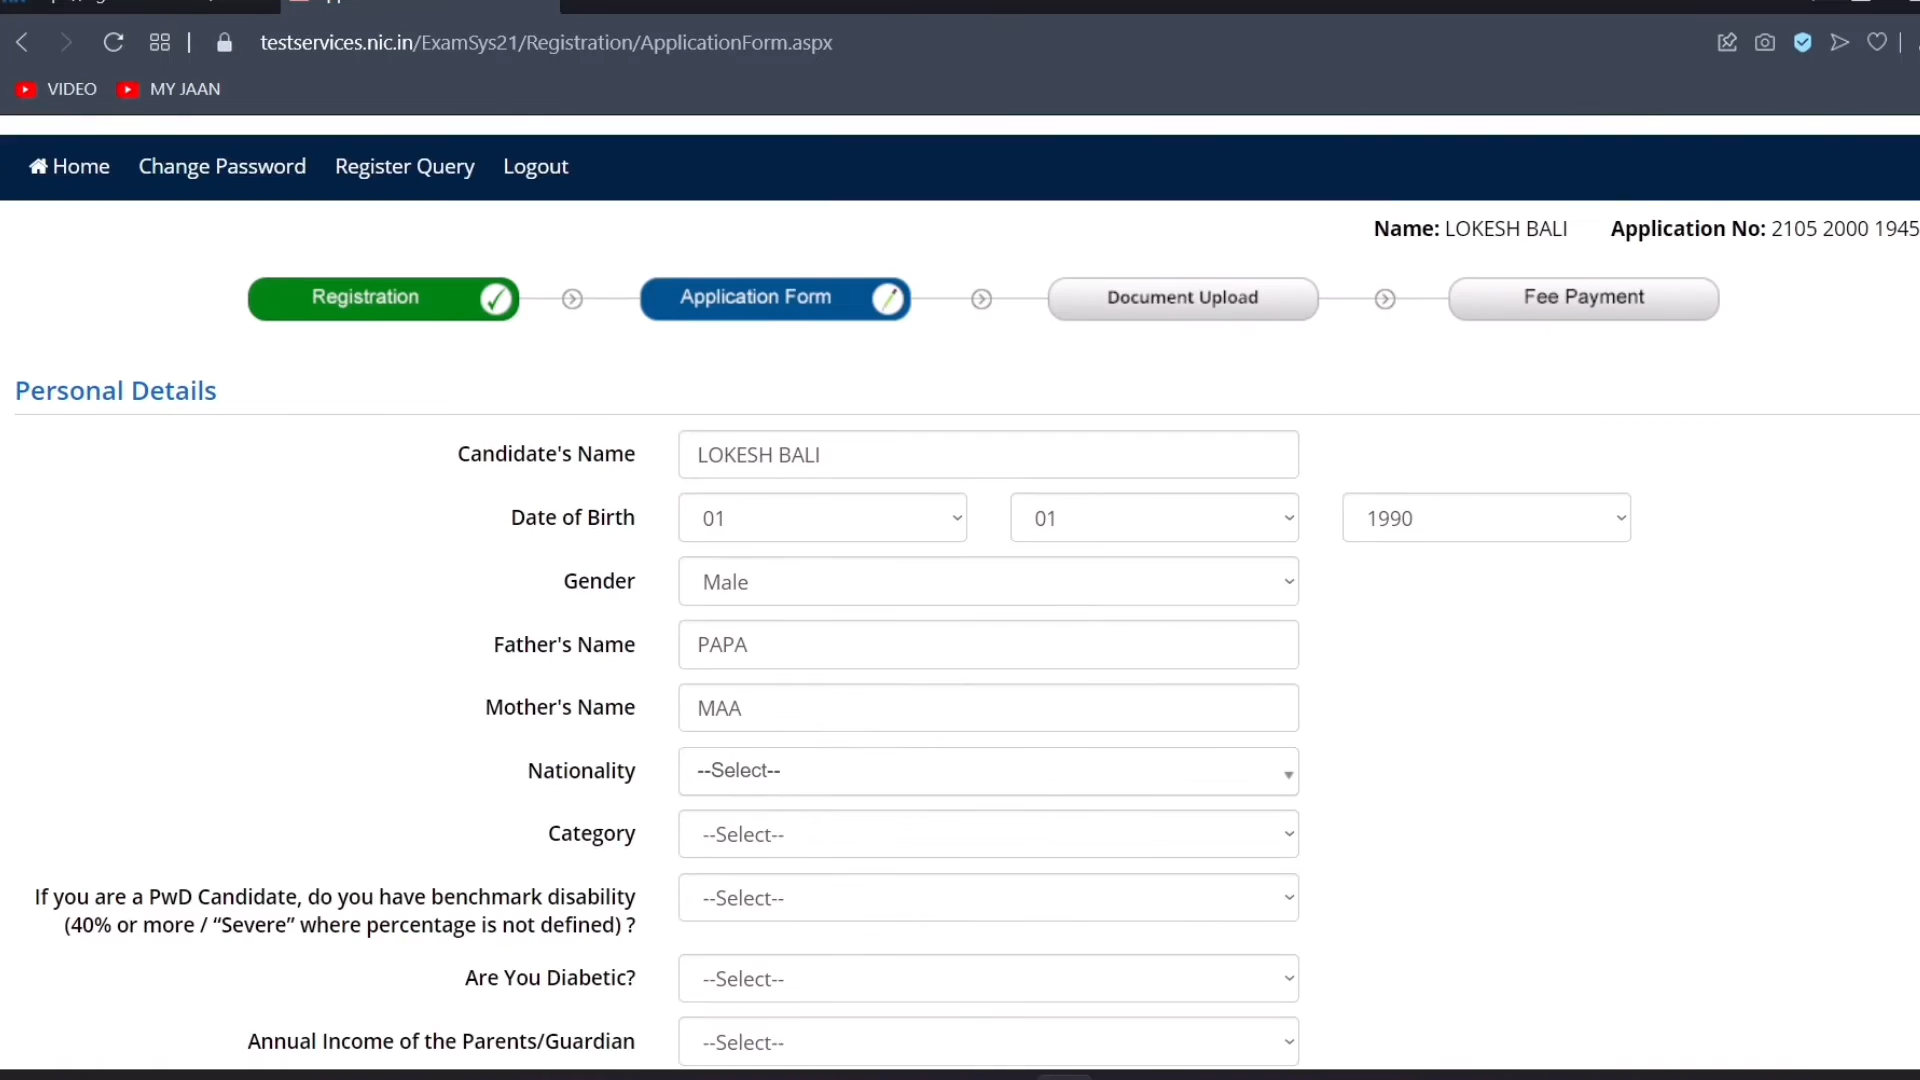 testservices.nic.in/ExamSys21/Registration/ApplicationForm.aspx
VIDEO MY JAAN
Home Change Password Register Query Logout
Name: LOKESH BALI Application No: 2105 2000 1945
Registration Application Form Document Upload Fee Payment
Personal Details
Candidate's Name LOKESH BALI
Date of Birth 01 01 1990
Gender Male
Father's Name PAPA
Mother's Name MAA
Nationality --Select--
Category --Select--
If you are a PwD Candidate, do you have benchmark disability
(40% or more / “Severe” where percentage is not defined) ? --Select--
Are You Diabetic? --Select--
Annual Income of the Parents/Guardian --Select--